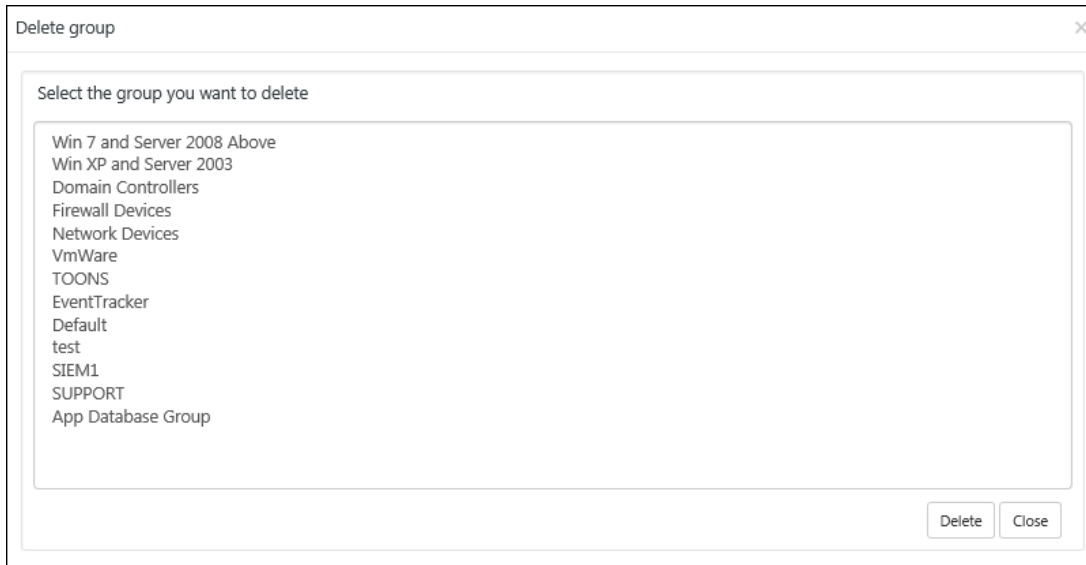 Delete group
×
Select the group you want to delete
Win 7 and Server 2008 Above
Win XP and Server 2003
Domain Controllers
Firewall Devices
Network Devices
VmWare
TOONS
EventTracker
Default
test
SIEM1
SUPPORT
App Database Group
Delete Close